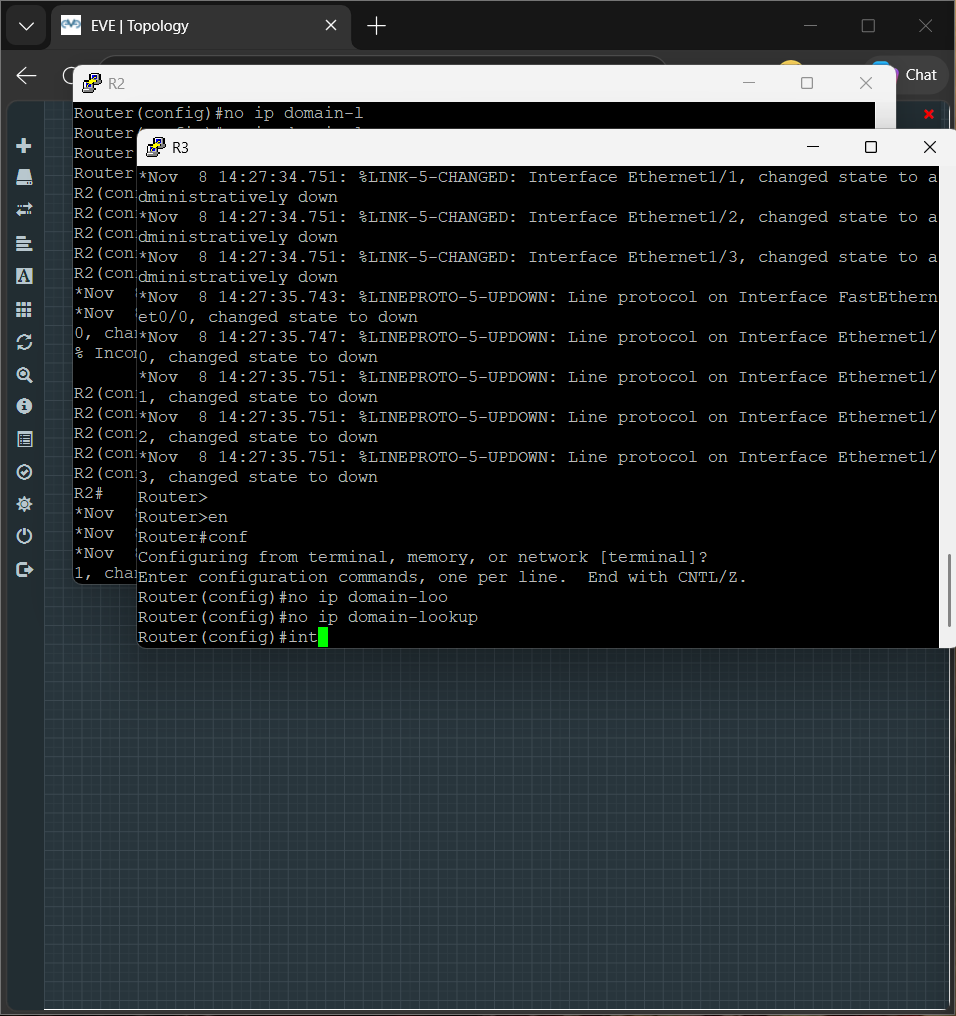 EVE | Topology
Chat
R2
Router(config)#no ip domain-l
Router
Router
Router
R2(con
R2(con
R2(con
R2(con
R2(con
*Nov
*Nov
0, cha
% Inco
R2(con
R2(con
R2(con
R2(con
R2(con
R2#
*Nov
*Nov
*Nov
1, cha
R3
*Nov  8 14:27:34.751: %LINK-5-CHANGED: Interface Ethernet1/1, changed state to a
dministratively down
*Nov  8 14:27:34.751: %LINK-5-CHANGED: Interface Ethernet1/2, changed state to a
dministratively down
*Nov  8 14:27:34.751: %LINK-5-CHANGED: Interface Ethernet1/3, changed state to a
dministratively down
*Nov  8 14:27:35.743: %LINEPROTO-5-UPDOWN: Line protocol on Interface FastEthern
et0/0, changed state to down
*Nov  8 14:27:35.747: %LINEPROTO-5-UPDOWN: Line protocol on Interface Ethernet1/
0, changed state to down
*Nov  8 14:27:35.751: %LINEPROTO-5-UPDOWN: Line protocol on Interface Ethernet1/
1, changed state to down
*Nov  8 14:27:35.751: %LINEPROTO-5-UPDOWN: Line protocol on Interface Ethernet1/
2, changed state to down
*Nov  8 14:27:35.751: %LINEPROTO-5-UPDOWN: Line protocol on Interface Ethernet1/
3, changed state to down
Router>
Router>en
Router#conf
Configuring from terminal, memory, or network [terminal]?
Enter configuration commands, one per line.  End with CNTL/Z.
Router(config)#no ip domain-loo
Router(config)#no ip domain-lookup
Router(config)#int